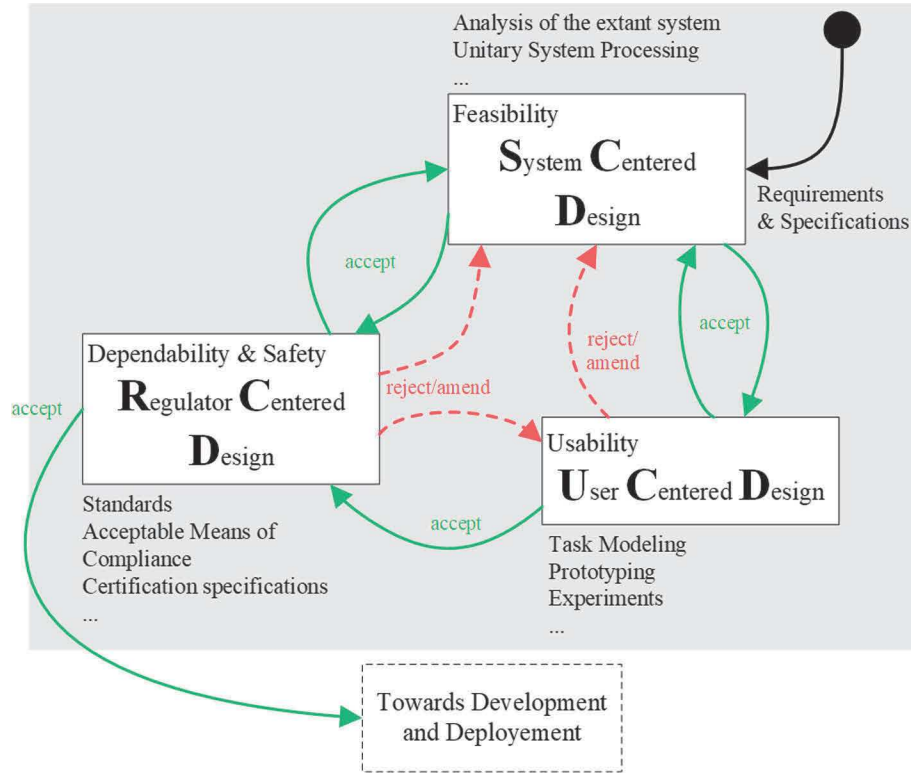 Analysis of the extant system
Unitary System Processing
...
Feasibility
System Centered
Design
Requirements
& Specifications
accept
accept
reject/
amend
Dependability & Safety
Regulator Centered
Design
reject/amend
accept
Usability
User Centered Design
accept
Standards
Acceptable Means of
Compliance
Certification specifications
...
Task Modeling
Prototyping
Experiments
...
accept
Towards Development
and Deployement